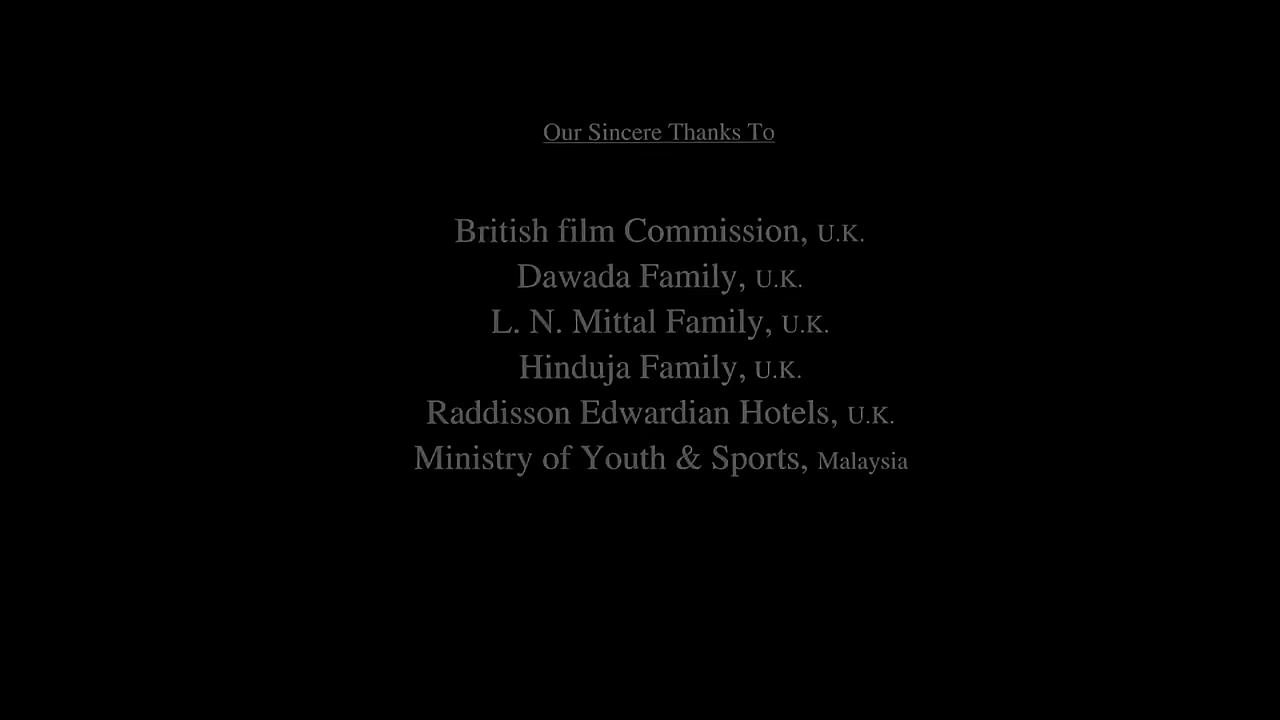 Our Sincere Thanks To
British film Commission, U.K.
Dawada Family, U.K.
L. N. Mittal Family, U.K.
Hinduja Family, U.K.
Raddisson Edwardian Hotels, U.K.
Ministry of Youth & Sports, Malaysia